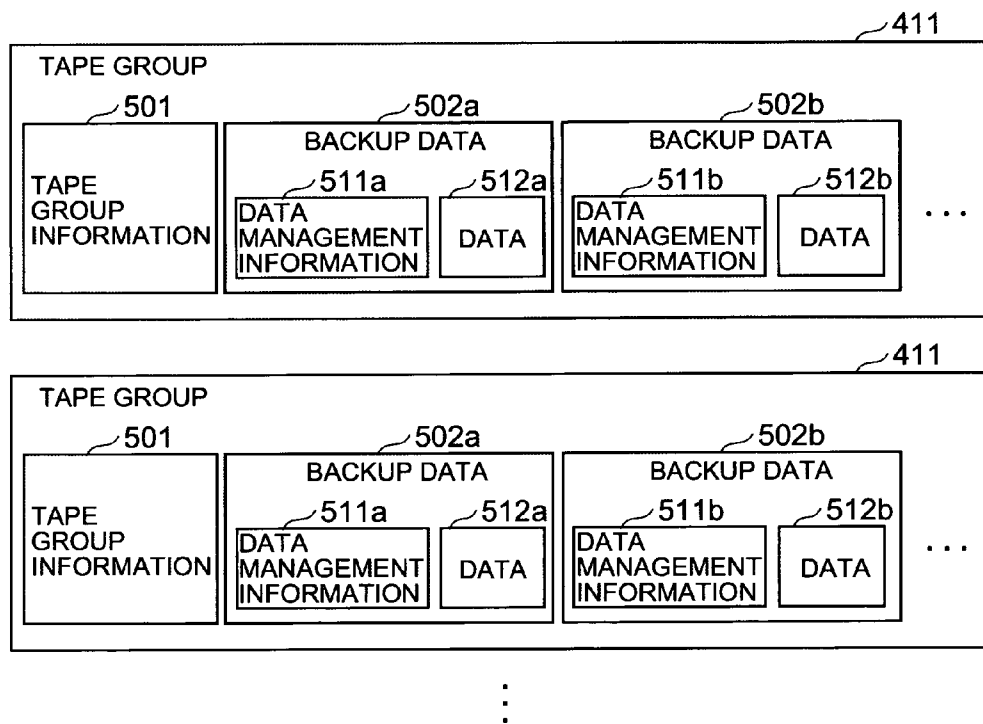 411
TAPE GROUP
501
502a
502b
TAPE
GROUP
INFORMATION
BACKUP DATA
511a
512a
DATA
MANAGEMENT
INFORMATION
DATA
BACKUP DATA
511b
512b
DATA
MANAGEMENT
INFORMATION
DATA
...
411
TAPE GROUP
501
502a
502b
TAPE
GROUP
INFORMATION
BACKUP DATA
511a
512a
DATA
MANAGEMENT
INFORMATION
DATA
BACKUP DATA
511b
512b
DATA
MANAGEMENT
INFORMATION
DATA
...
⋮